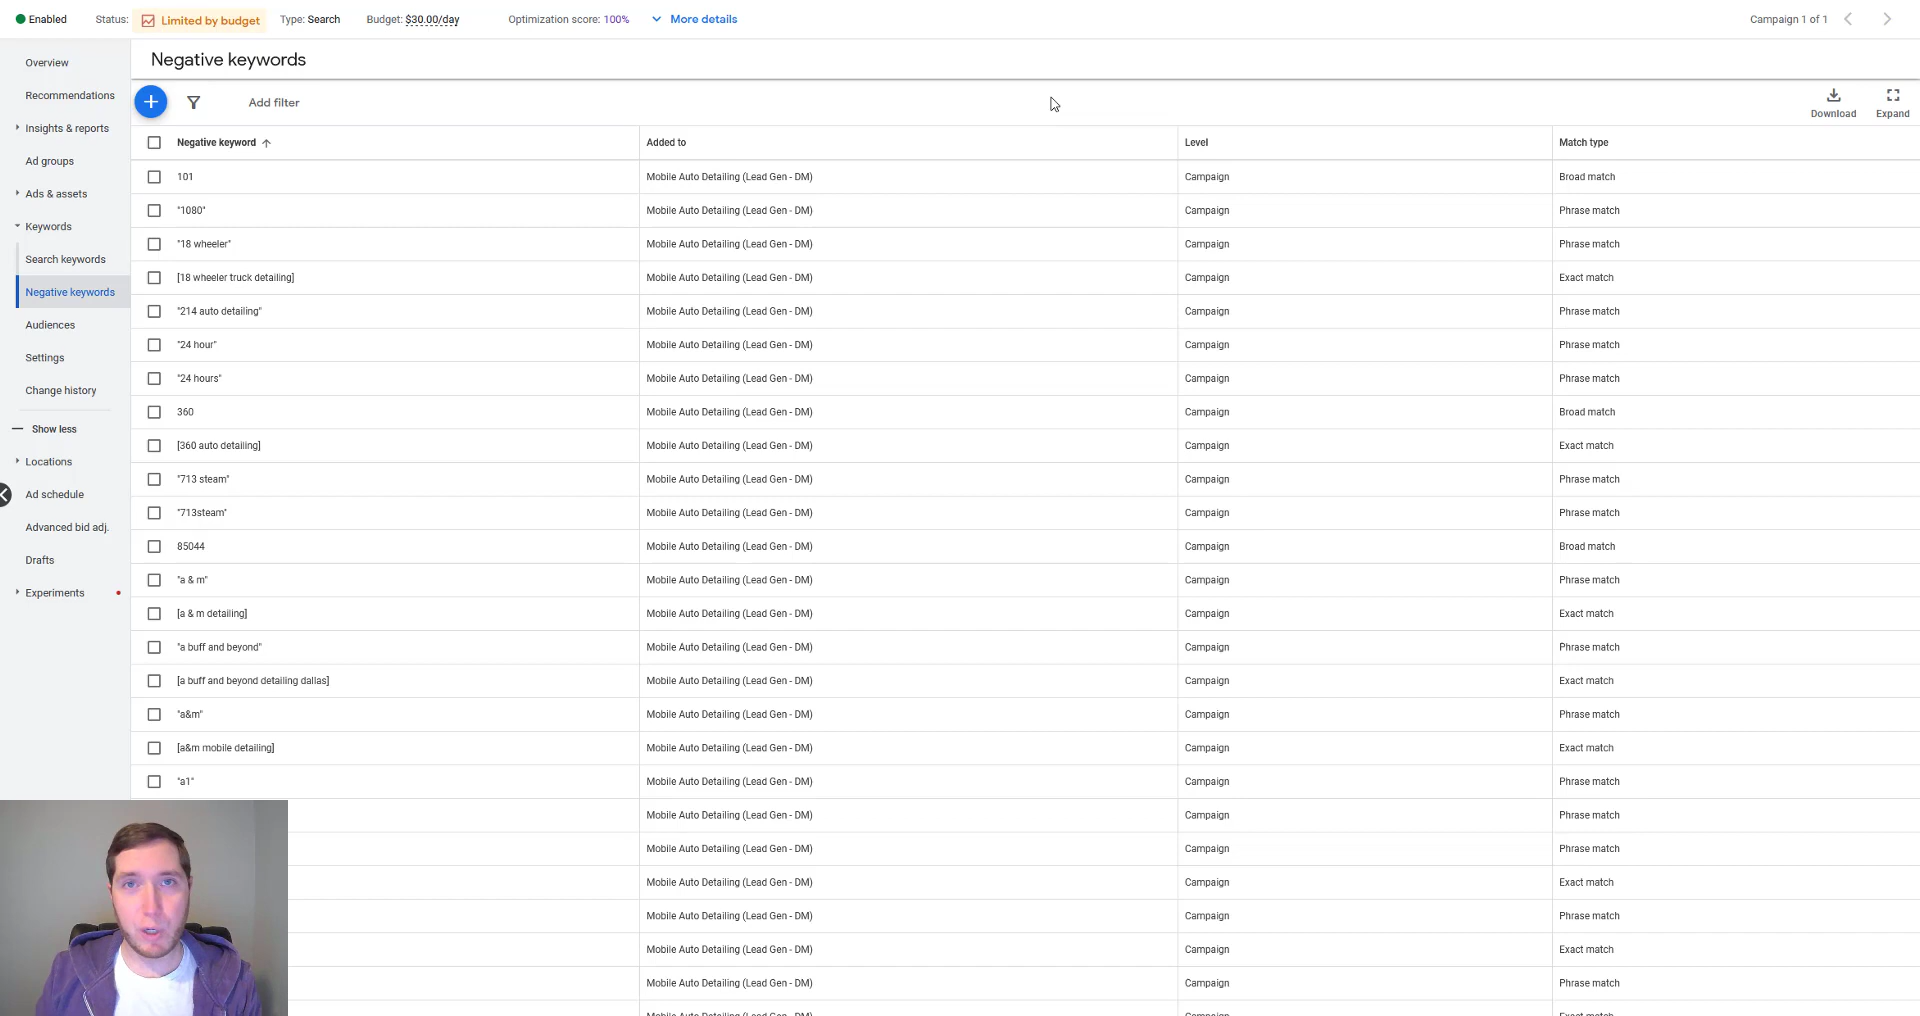 Enabled Status: Limited by budget Type: Search Budget: $30.00/day Optimization score: 100% More details Campaign 1 of 1
Overview
Recommendations
Insights & reports
Ad groups
Ads & assets
Keywords
Search keywords
Negative keywords
Audiences
Settings
Change history
Show less
Locations
Ad schedule
Advanced bid adj.
Drafts
Experiments
Negative keywords
Add filter Download Expand
Negative keyword Added to Level Match type
101 Mobile Auto Detailing (Lead Gen - DM) Campaign Broad match
"1080" Mobile Auto Detailing (Lead Gen - DM) Campaign Phrase match
"18 wheeler" Mobile Auto Detailing (Lead Gen - DM) Campaign Phrase match
[18 wheeler truck detailing] Mobile Auto Detailing (Lead Gen - DM) Campaign Exact match
"214 auto detailing" Mobile Auto Detailing (Lead Gen - DM) Campaign Phrase match
"24 hour" Mobile Auto Detailing (Lead Gen - DM) Campaign Phrase match
"24 hours" Mobile Auto Detailing (Lead Gen - DM) Campaign Phrase match
360 Mobile Auto Detailing (Lead Gen - DM) Campaign Broad match
[360 auto detailing] Mobile Auto Detailing (Lead Gen - DM) Campaign Exact match
"713 steam" Mobile Auto Detailing (Lead Gen - DM) Campaign Phrase match
"713steam" Mobile Auto Detailing (Lead Gen - DM) Campaign Phrase match
85044 Mobile Auto Detailing (Lead Gen - DM) Campaign Broad match
"a & m" Mobile Auto Detailing (Lead Gen - DM) Campaign Phrase match
[a & m detailing] Mobile Auto Detailing (Lead Gen - DM) Campaign Exact match
"a buff and beyond" Mobile Auto Detailing (Lead Gen - DM) Campaign Phrase match
[a buff and beyond detailing dallas] Mobile Auto Detailing (Lead Gen - DM) Campaign Exact match
"a&m" Mobile Auto Detailing (Lead Gen - DM) Campaign Phrase match
[a&m mobile detailing] Mobile Auto Detailing (Lead Gen - DM) Campaign Exact match
"a1" Mobile Auto Detailing (Lead Gen - DM) Campaign Phrase match
Mobile Auto Detailing (Lead Gen - DM) Campaign Phrase match
Mobile Auto Detailing (Lead Gen - DM) Campaign Phrase match
Mobile Auto Detailing (Lead Gen - DM) Campaign Exact match
Mobile Auto Detailing (Lead Gen - DM) Campaign Phrase match
Mobile Auto Detailing (Lead Gen - DM) Campaign Exact match
Mobile Auto Detailing (Lead Gen - DM) Campaign Phrase match